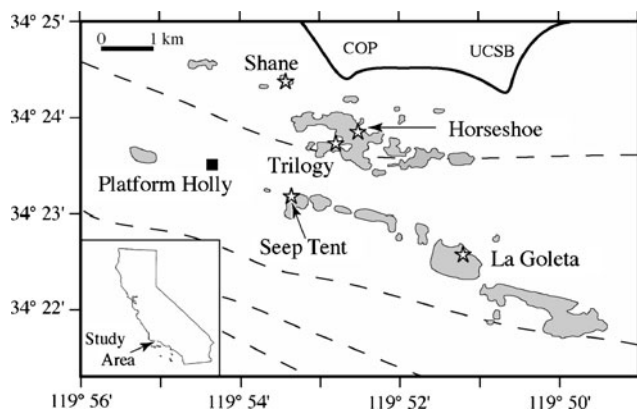 34° 25'
0 1 km
COP
UCSB
Shane
34° 24'
Horseshoe
Trilogy
Platform Holly
34° 23'
Seep Tent
La Goleta
34° 22'
Study
Area
119° 56' 119° 54' 119° 52' 119° 50'